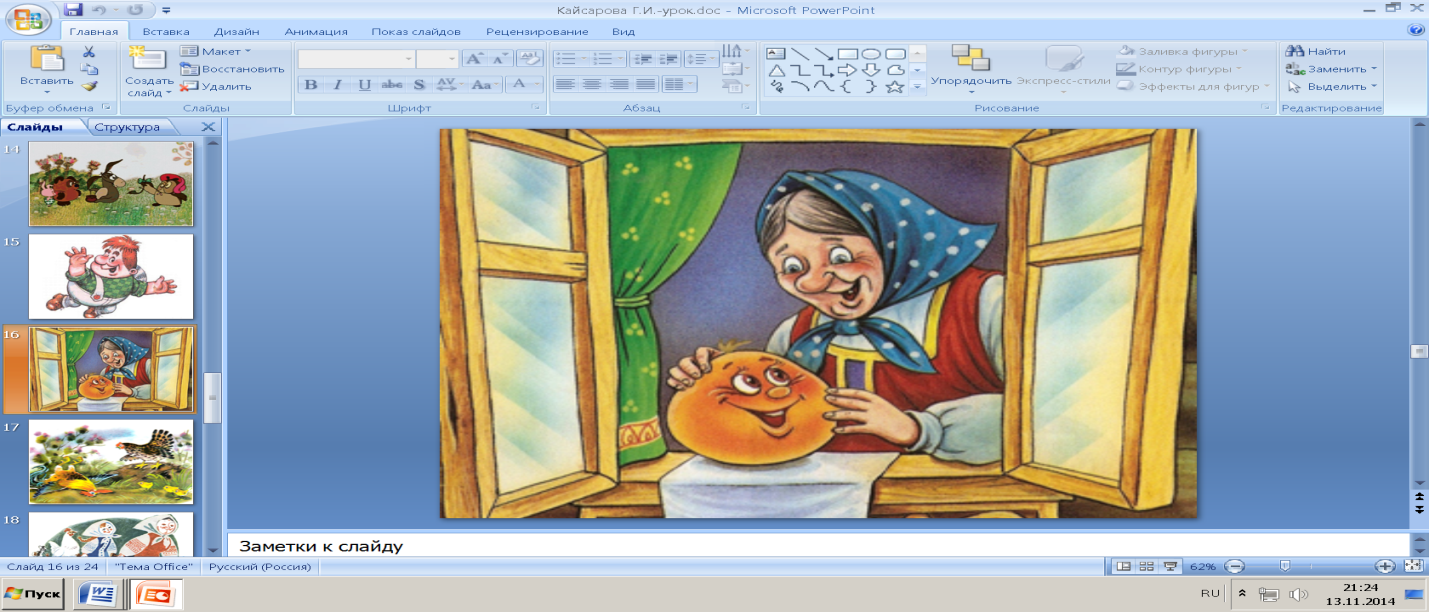 Кайсарова Г.И.-урок.doc - Microsoft PowerPoint
Главная Вставка Дизайн Анимация Показ слайдов Рецензирование Вид
Вставить
Создать слайд
Макет
Восстановить
Удалить
Ж К Ч
B I U abc S AV Aa A
Упорядочить Экспресс-стили
Заливка фигуры
Контур фигуры
Эффекты для фигур
Найти
Заменить
Выделить
Буфер обмена Слайды Шрифт Абзац Рисование Редактирование
Слайды Структура
14
15
16
17
18
Заметки к слайду
Слайд 16 из 24 "Тема Office" Русский (Россия) 62%
Пуск RU 21:24
13.11.2014